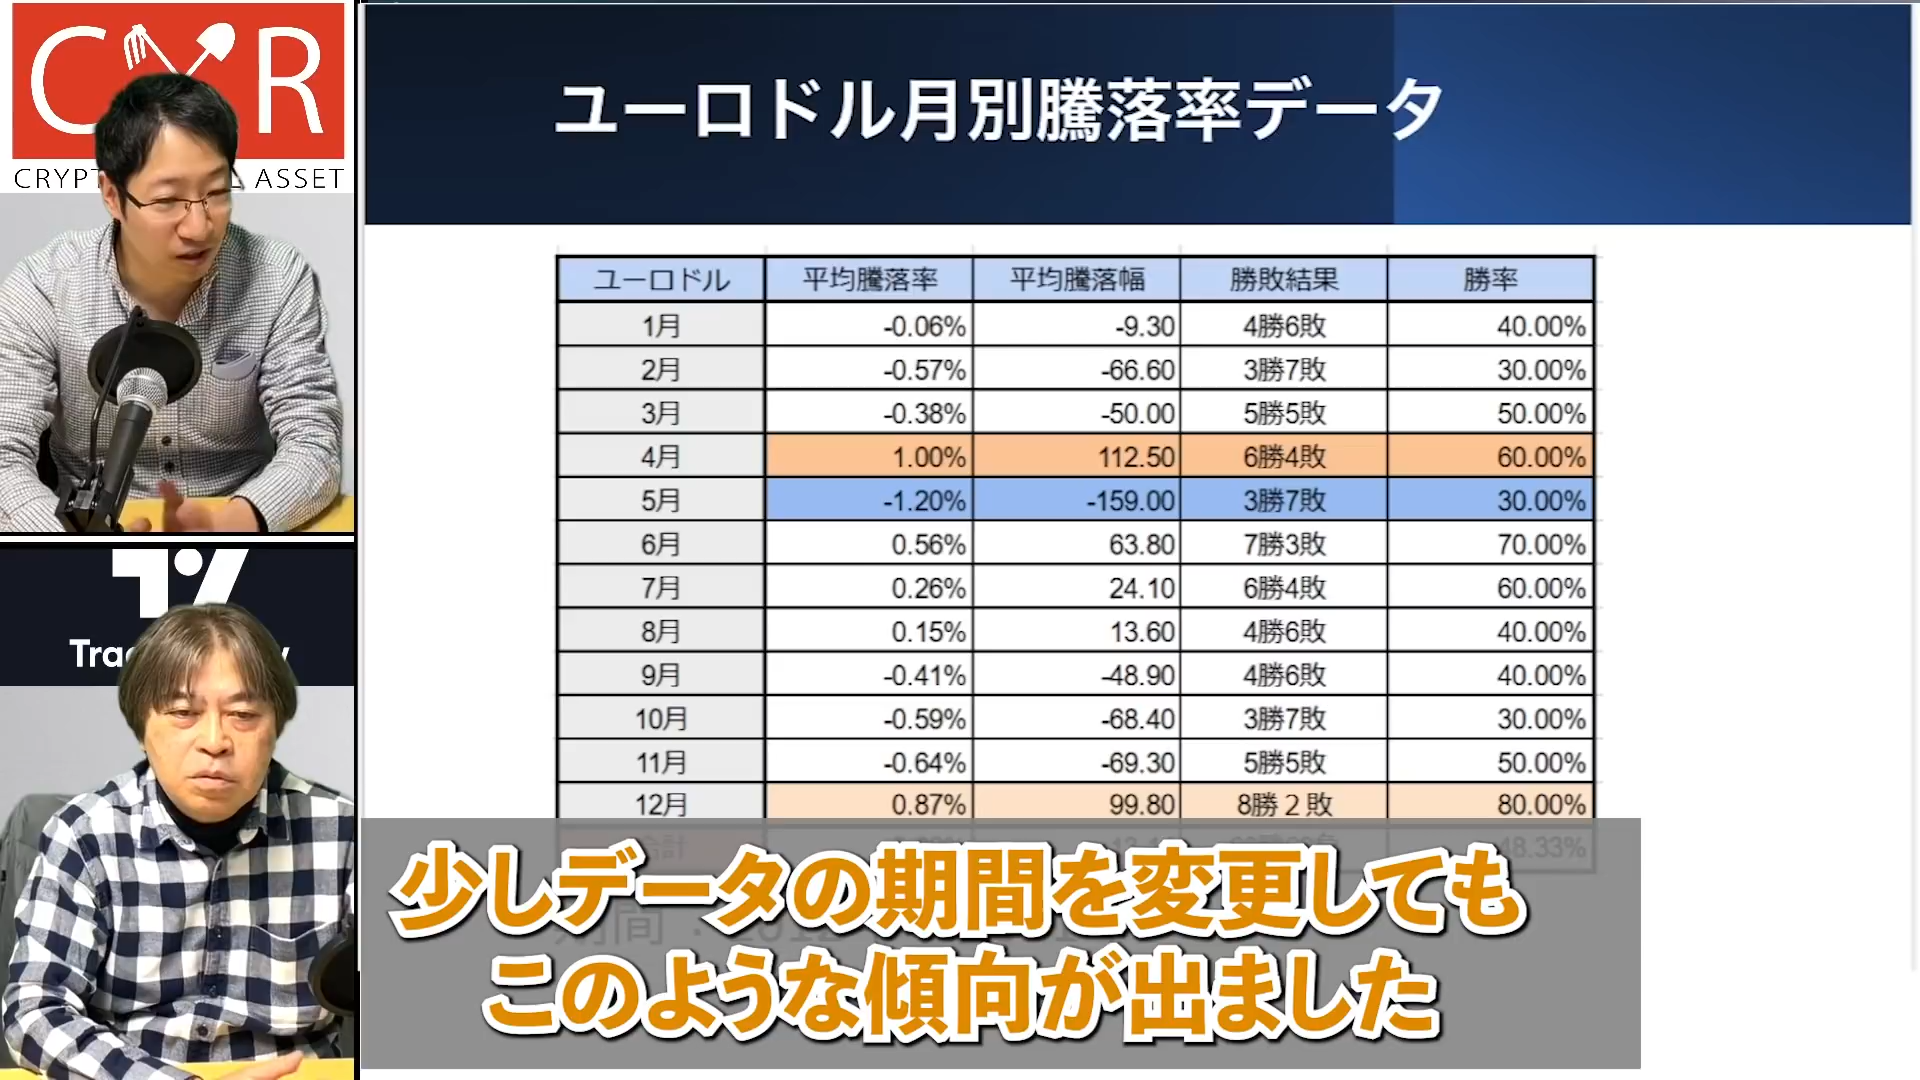 C R
CRYPT L ASSET
Trad y
ユーロドル月別騰落率データ
ユーロドル 平均騰落率 平均騰落幅 勝敗結果 勝率
1月 -0.06% -9.30 4勝6敗 40.00%
2月 -0.57% -66.60 3勝7敗 30.00%
3月 -0.38% -50.00 5勝5敗 50.00%
4月 1.00% 112.50 6勝4敗 60.00%
5月 -1.20% -159.00 3勝7敗 30.00%
6月 0.56% 63.80 7勝3敗 70.00%
7月 0.26% 24.10 6勝4敗 60.00%
8月 0.15% 13.60 4勝6敗 40.00%
9月 -0.41% -48.90 4勝6敗 40.00%
10月 -0.59% -68.40 3勝7敗 30.00%
11月 -0.64% -69.30 5勝5敗 50.00%
12月 0.87% 99.80 8勝２敗 80.00%
合計 48.33%
期間：
少しデータの期間を変更しても
このような傾向が出ました